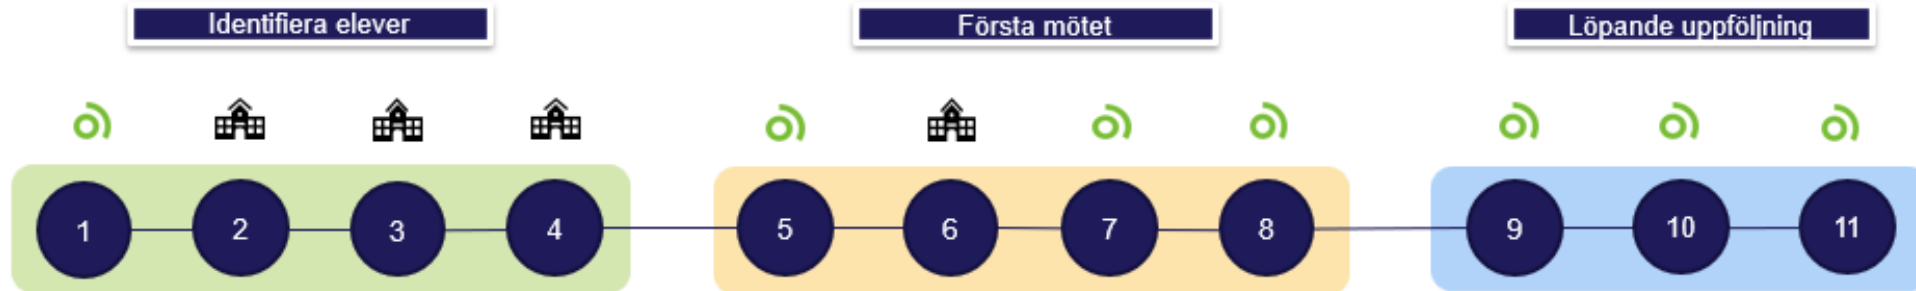 Identifiera elever
Första mötet
Löpande uppföljning
1 2 3 4 5 6 7 8 9 10 11